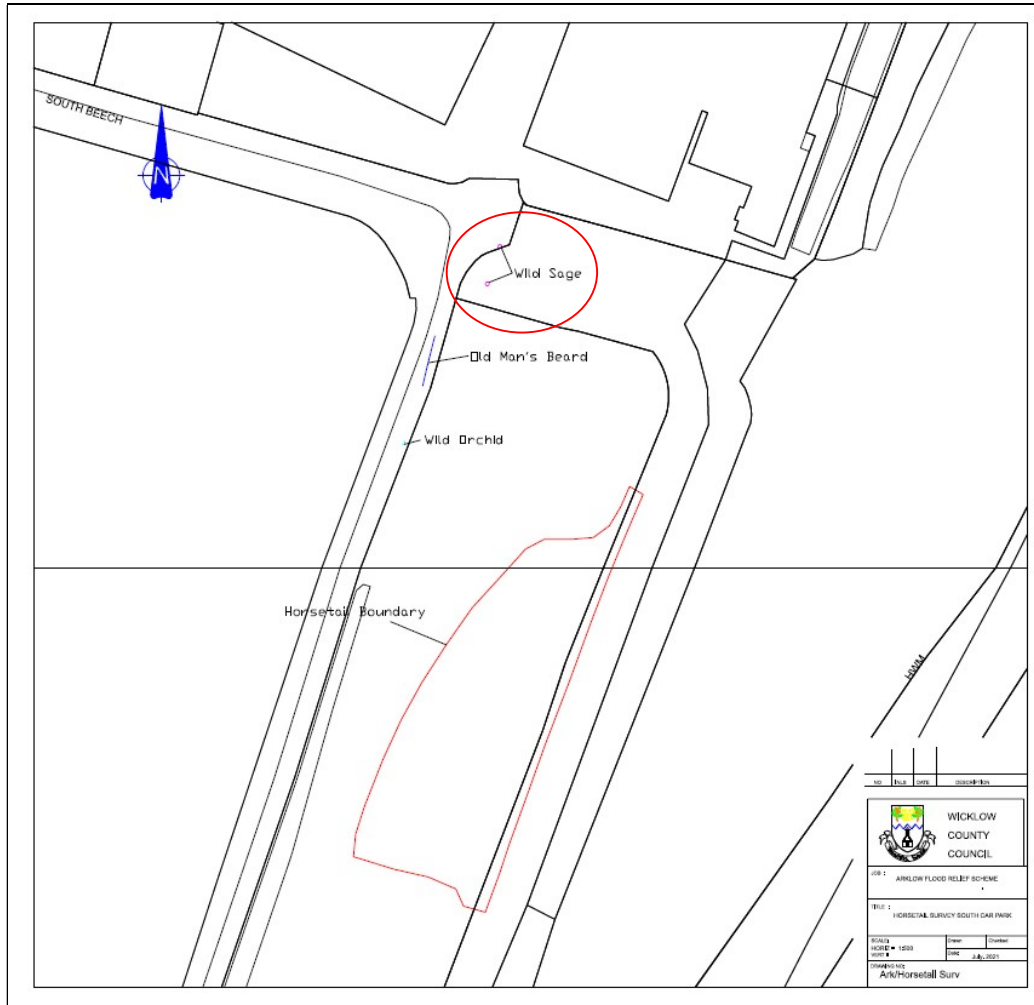 SOUTH BEECH
N
Wild Sage
Old Man's Beard
Wild Orchid
Horsetail Boundary
HWM
NO DATE DESCRIPTION
WICKLOW
COUNTY
COUNCIL
JOB :
ARKLOW FLOOD RELIEF SCHEME
TITLE :
HORSETAIL SURVEY SOUTH CAR PARK
SCALE: Drawn Checked
HORIZ = 1:500
VERT = Date: July, 2021
DRAWING NO:
Ark/Horsetail Surv